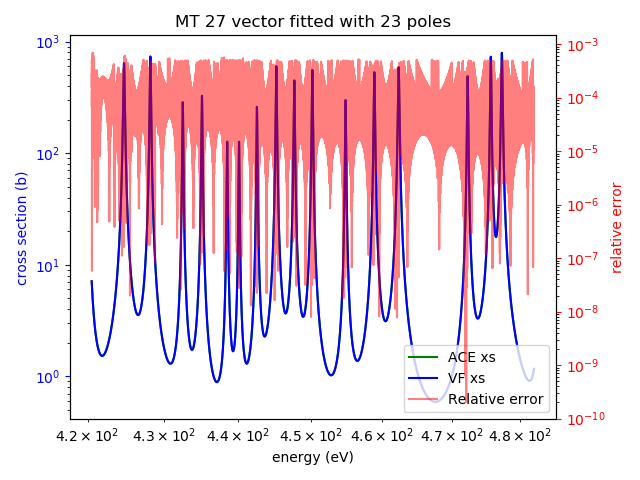 MT 27 vector fitted with 23 poles
cross section (b)
10³
10²
10¹
10⁰
10⁻³
10⁻⁴
10⁻⁵
10⁻⁶
10⁻⁷
10⁻⁸
10⁻⁹
10⁻¹⁰
relative error
ACE xs
VF xs
Relative error
4.2 × 10² 4.3 × 10² 4.4 × 10² 4.5 × 10² 4.6 × 10² 4.7 × 10² 4.8 × 10²
energy (eV)